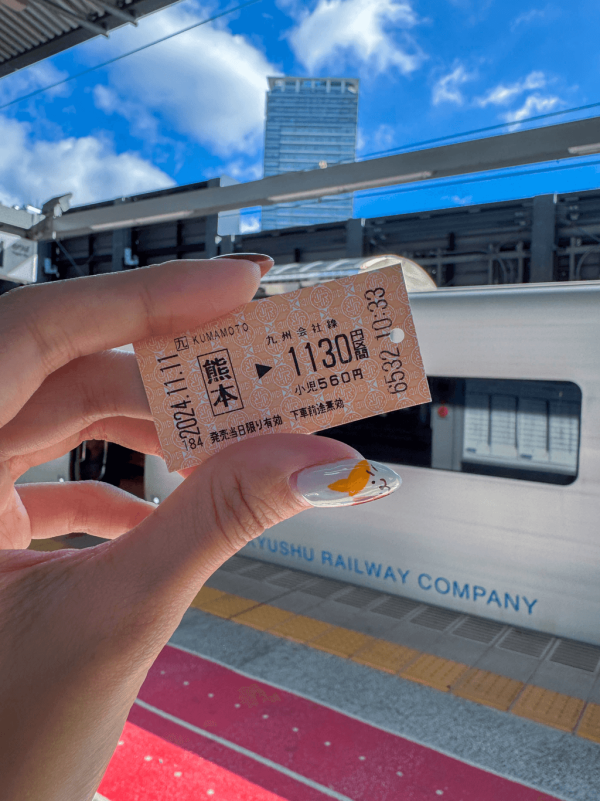 2024.11.11
九 KUMAMOTO
熊本
九州会社線
▶ 1130円区間
小児560円
184 発売当日限り有効 下車前途無効
6532 10:33
YUSHU RAILWAY COMPANY